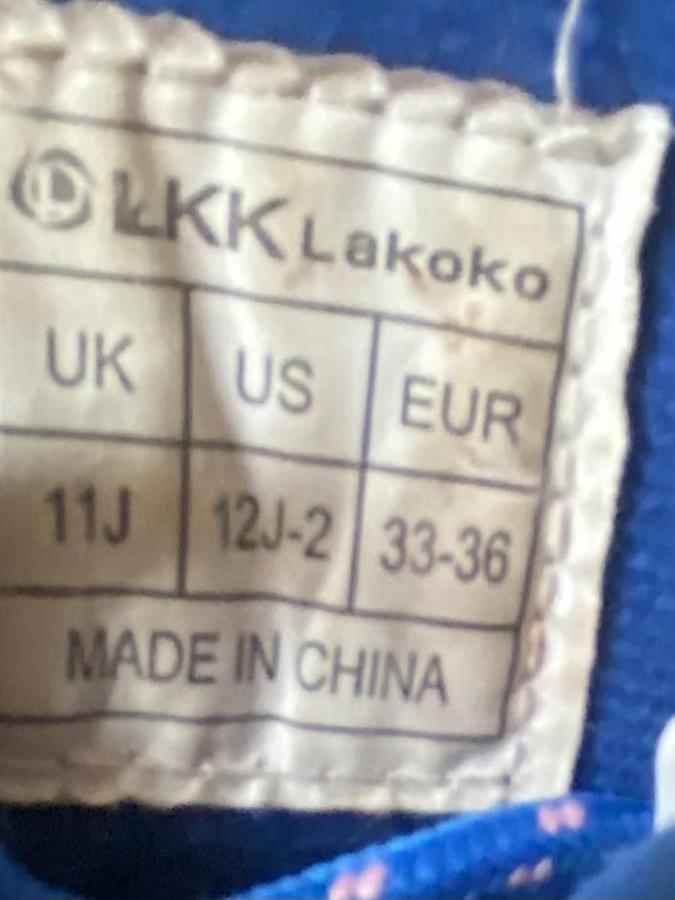 LKK Lakoko
UK US EUR
11J 12J-2 33-36
MADE IN CHINA